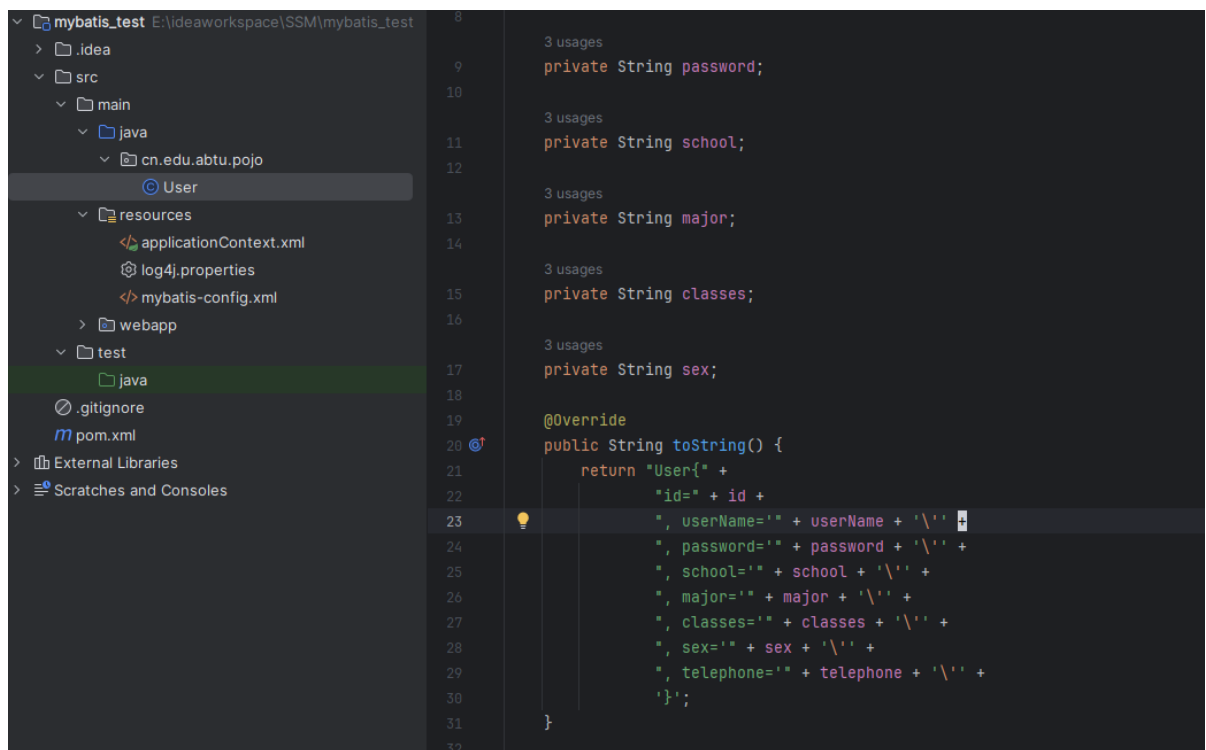 mybatis_test E:\ideaworkspace\SSM\mybatis_test
.idea
src
main
java
cn.edu.abtu.pojo
User
resources
applicationContext.xml
log4j.properties
mybatis-config.xml
webapp
test
java
.gitignore
pom.xml
External Libraries
Scratches and Consoles
8
3 usages
9 private String password;
10
3 usages
11 private String school;
12
3 usages
13 private String major;
14
3 usages
15 private String classes;
16
3 usages
17 private String sex;
18
19 @Override
20 public String toString() {
21 return "User{" +
22 "id=" + id +
23 ", userName='" + userName + '\'' +
24 ", password='" + password + '\'' +
25 ", school='" + school + '\'' +
26 ", major='" + major + '\'' +
27 ", classes='" + classes + '\'' +
28 ", sex='" + sex + '\'' +
29 ", telephone='" + telephone + '\'' +
30 '}';
31 }
32